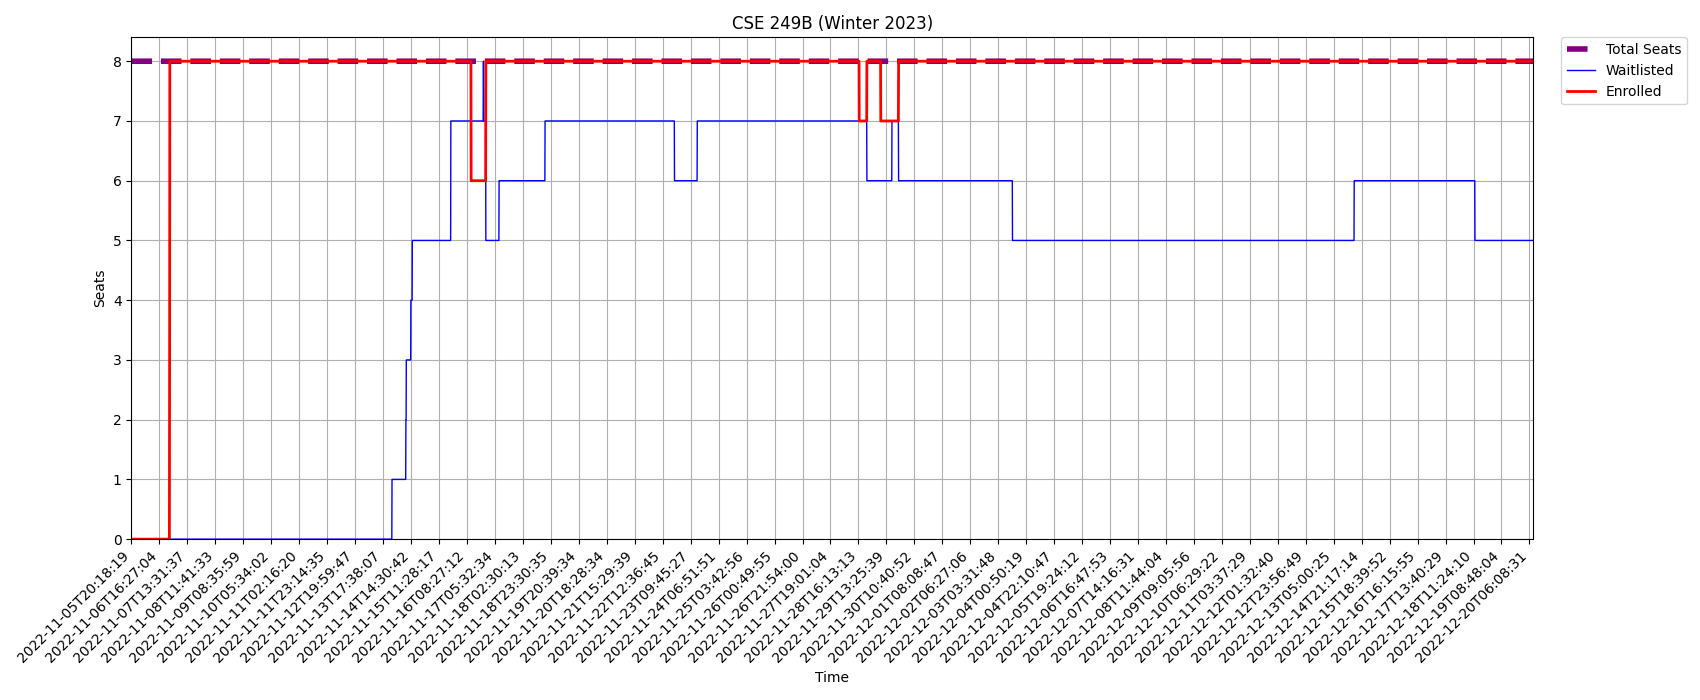 CSE 249B (Winter 2023)
Total Seats
Waitlisted
Enrolled
Seats
8
7
6
5
4
3
2
1
0
2022-11-05T20:18:19
2022-11-06T16:27:04
2022-11-07T13:31:37
2022-11-08T11:41:33
2022-11-09T08:35:59
2022-11-10T05:34:02
2022-11-11T02:16:20
2022-11-11T23:14:35
2022-11-12T19:59:47
2022-11-13T17:38:07
2022-11-14T14:30:42
2022-11-15T11:28:17
2022-11-16T08:27:12
2022-11-17T05:32:34
2022-11-18T02:30:13
2022-11-18T23:30:35
2022-11-19T20:39:34
2022-11-20T18:28:34
2022-11-21T15:29:39
2022-11-22T12:36:45
2022-11-23T09:45:27
2022-11-24T06:51:51
2022-11-25T03:42:56
2022-11-26T00:49:55
2022-11-26T21:54:00
2022-11-27T19:01:04
2022-11-28T16:13:13
2022-11-29T13:25:39
2022-11-30T10:40:52
2022-12-01T08:08:47
2022-12-02T06:27:06
2022-12-03T03:31:48
2022-12-04T00:50:19
2022-12-04T22:10:47
2022-12-05T19:24:12
2022-12-06T16:47:53
2022-12-07T14:16:31
2022-12-08T11:44:04
2022-12-09T09:05:56
2022-12-10T06:29:22
2022-12-11T03:37:29
2022-12-12T01:32:40
2022-12-12T23:56:49
2022-12-13T05:00:25
2022-12-14T21:17:14
2022-12-15T18:39:52
2022-12-16T16:15:55
2022-12-17T13:40:29
2022-12-18T11:24:10
2022-12-19T08:48:04
2022-12-20T06:08:31
Time